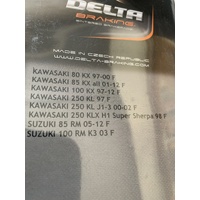 DELTA
BRAKING
MADE IN CZECH REPUBLIC
WWW.DELTA-BRAKING.COM
KAWASAKI 80 KX 97-00 F
KAWASAKI 85 KX all 01-12 F
KAWASAKI 100 KX 97-12 F
KAWASAKI 250 KL 97 F
KAWASAKI 250 KL J1-3 00-02 F
KAWASAKI 250 KLX H1 Super Sherpa 98 F
SUZUKI 85 RM 05-12 F
SUZUKI 100 RM K3 03 F